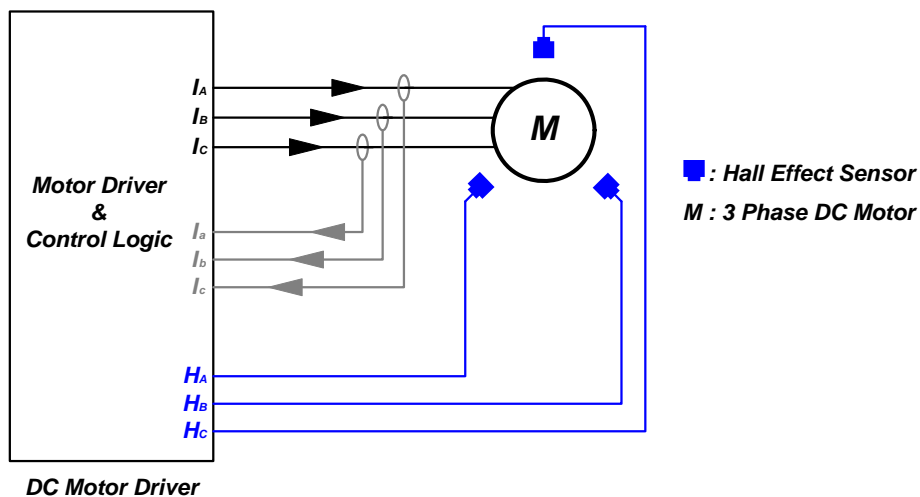 I_A
I_B
I_C
Motor Driver
&
Control Logic
I_a
I_b
I_c
H_A
H_B
H_C
DC Motor Driver
M
: Hall Effect Sensor
M : 3 Phase DC Motor